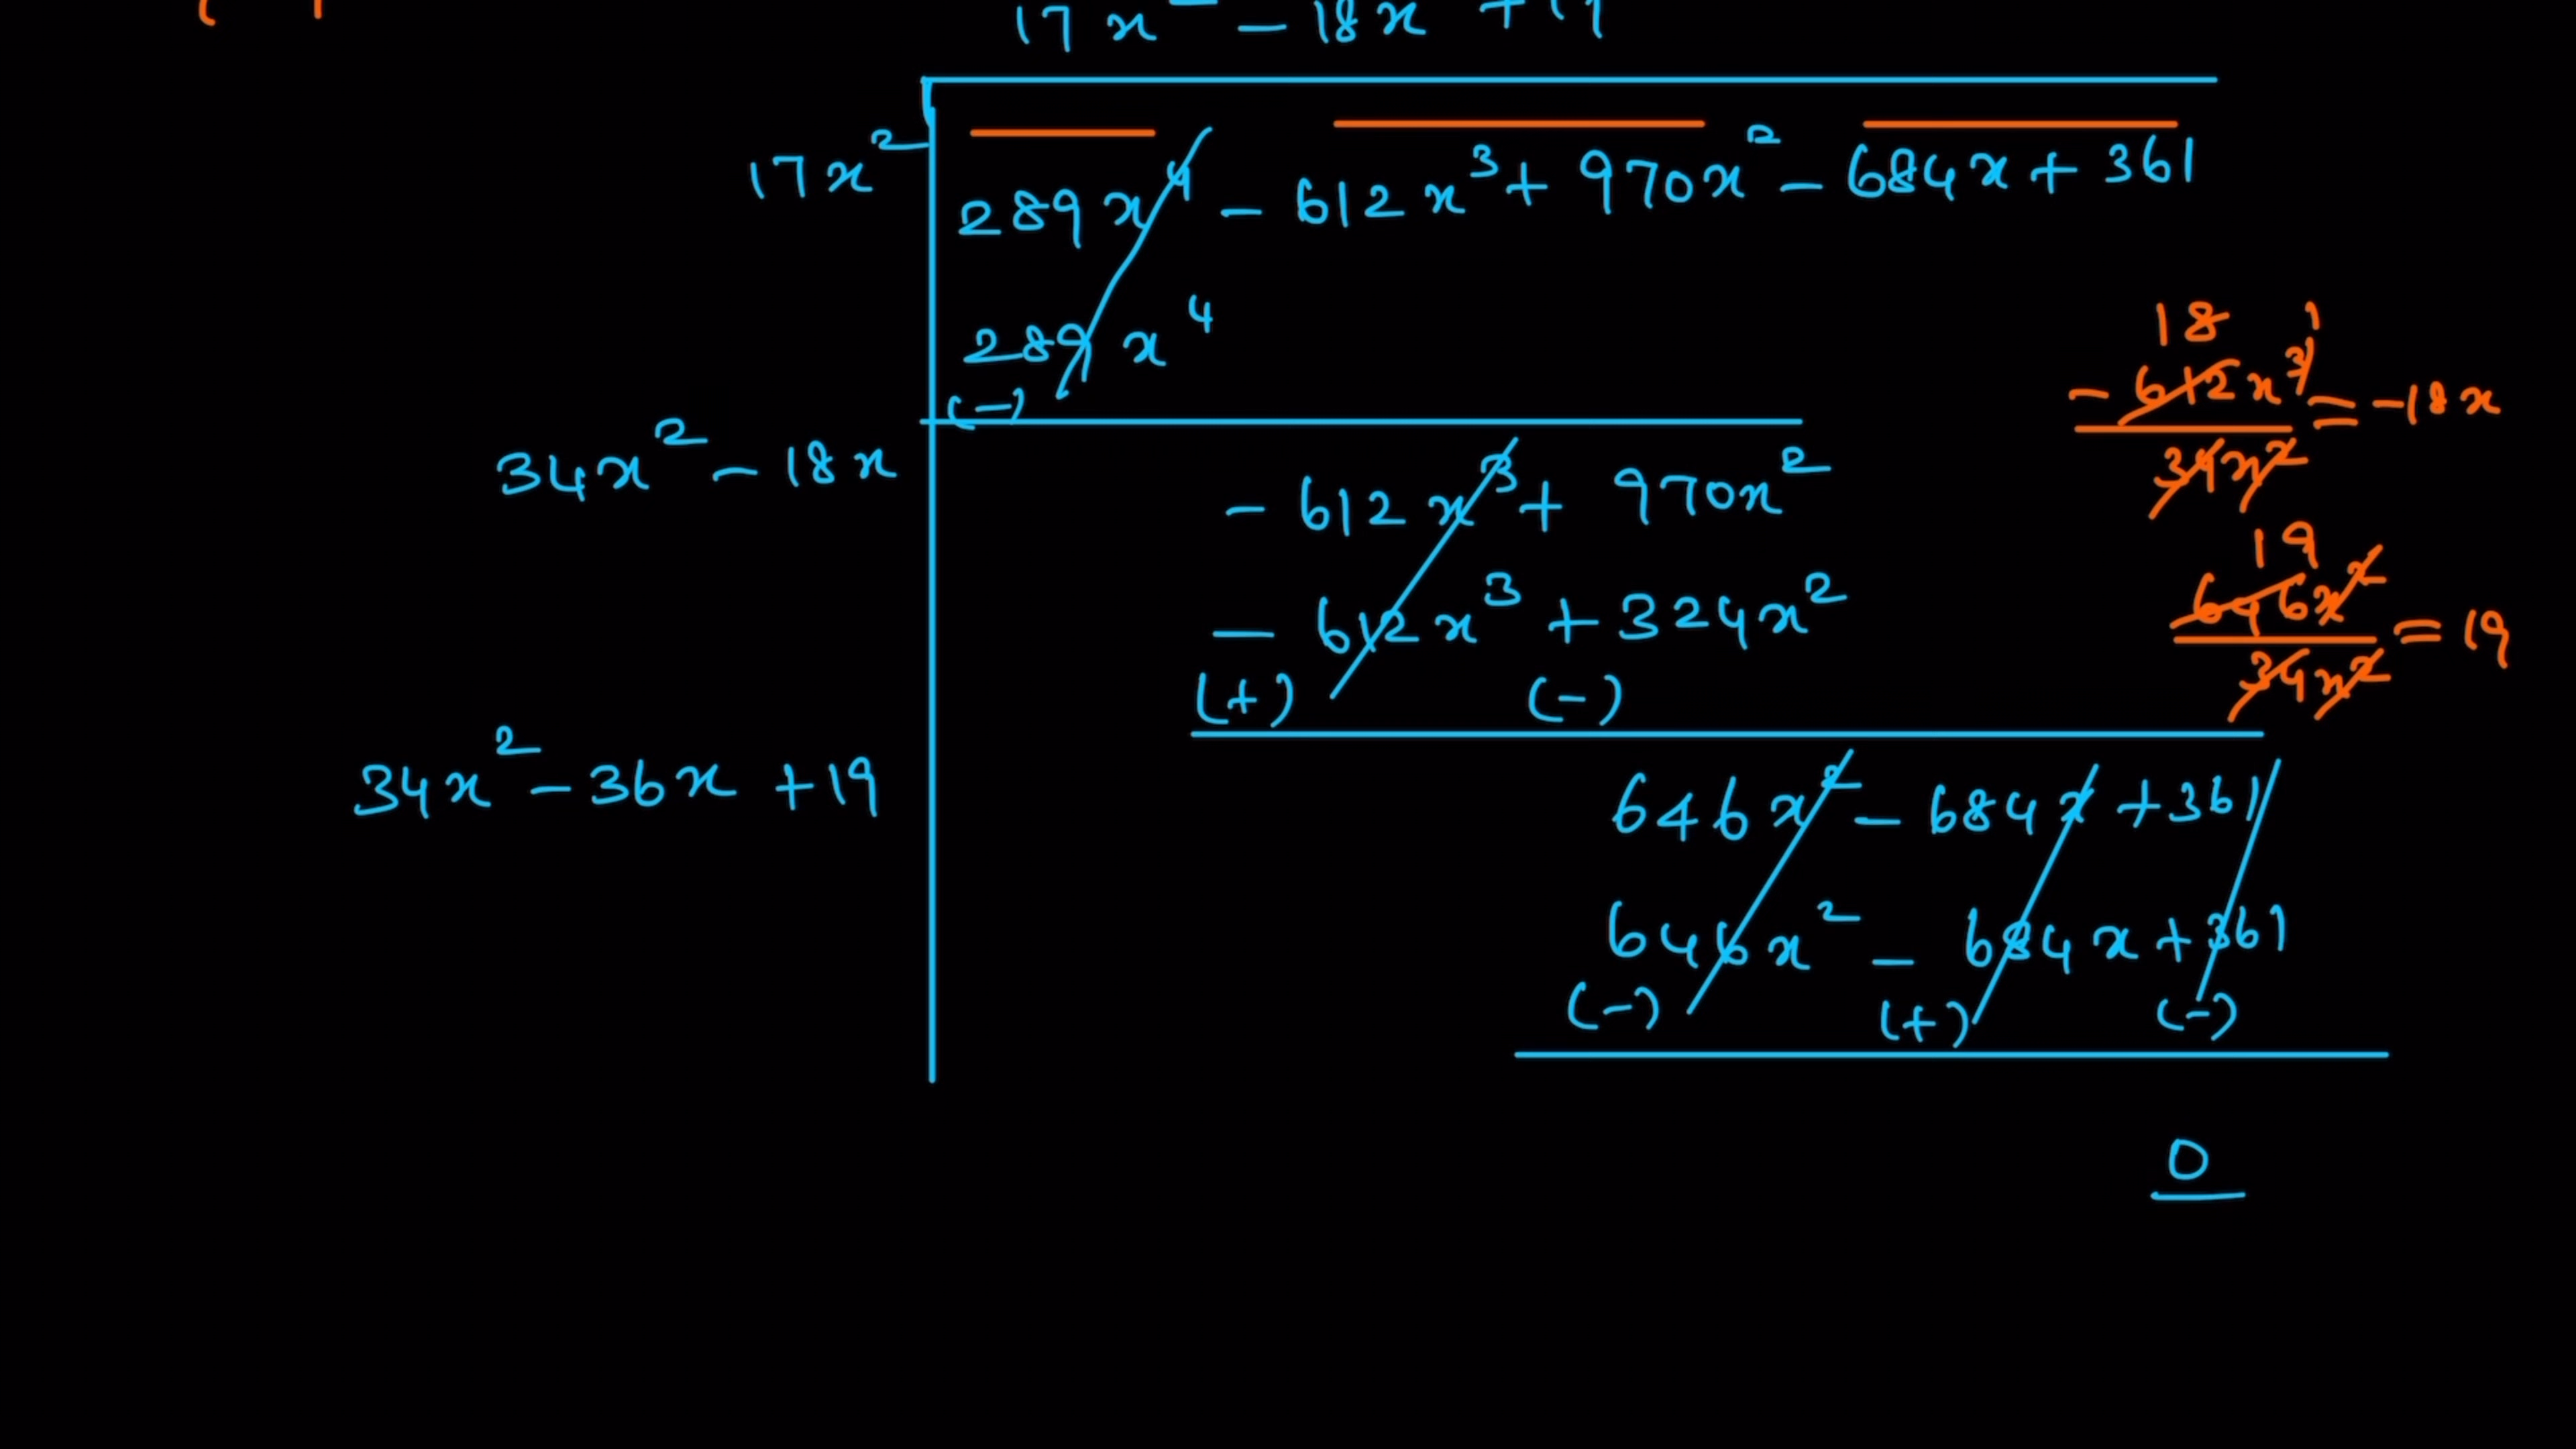 17x² - 18x + 19
17x²
289x⁴ - 612x³ + 970x² - 684x + 361
289x⁴
(-)
18 1
-612x³ / 34x² = -18x
34x² - 18x
-612x³ + 970x²
-612x³ + 324x²
(+) (-)
19
646x² / 34x² = 19
34x² - 36x + 19
646x² - 684x + 361
646x² - 684x + 361
(-) (+) (-)
0